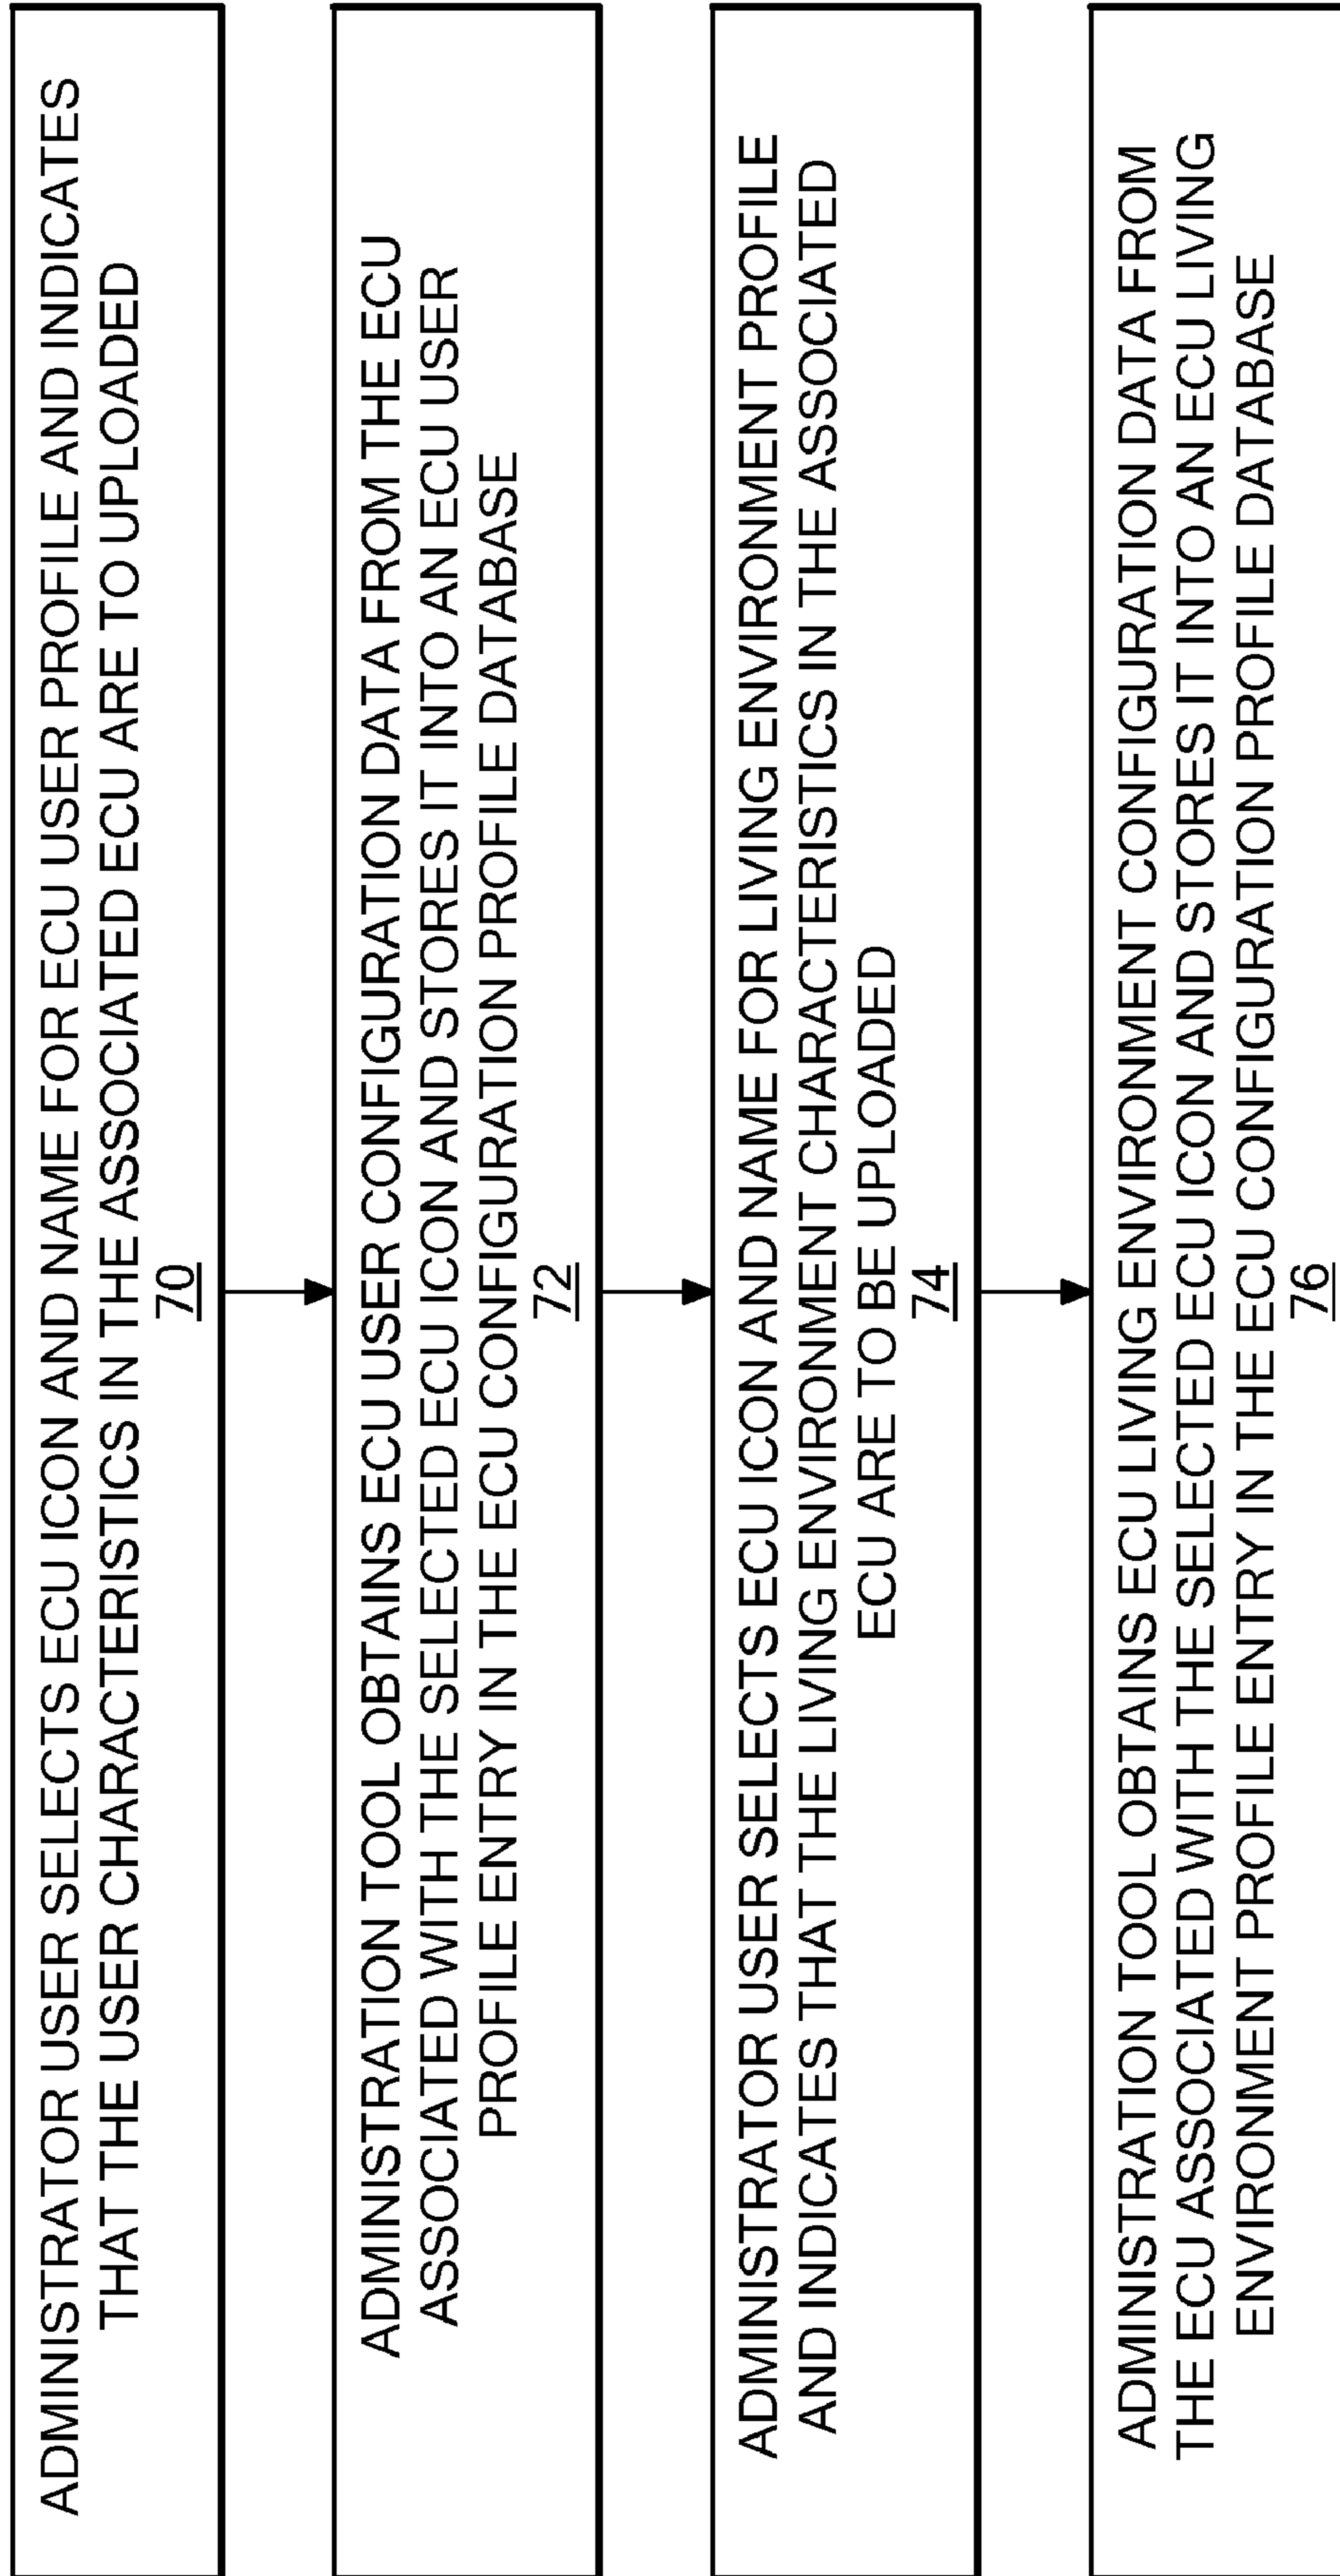 ADMINISTRATOR USER SELECTS ECU ICON AND NAME FOR ECU USER PROFILE AND INDICATES
THAT THE USER CHARACTERISTICS IN THE ASSOCIATED ECU ARE TO UPLOADED
70
ADMINISTRATION TOOL OBTAINS ECU USER CONFIGURATION DATA FROM THE ECU
ASSOCIATED WITH THE SELECTED ECU ICON AND STORES IT INTO AN ECU USER
PROFILE ENTRY IN THE ECU CONFIGURATION PROFILE DATABASE
72
ADMINISTRATOR USER SELECTS ECU ICON AND NAME FOR LIVING ENVIRONMENT PROFILE
AND INDICATES THAT THE LIVING ENVIRONMENT CHARACTERISTICS IN THE ASSOCIATED
ECU ARE TO BE UPLOADED
74
ADMINISTRATION TOOL OBTAINS ECU LIVING ENVIRONMENT CONFIGURATION DATA FROM
THE ECU ASSOCIATED WITH THE SELECTED ECU ICON AND STORES IT INTO AN ECU LIVING
ENVIRONMENT PROFILE ENTRY IN THE ECU CONFIGURATION PROFILE DATABASE
76